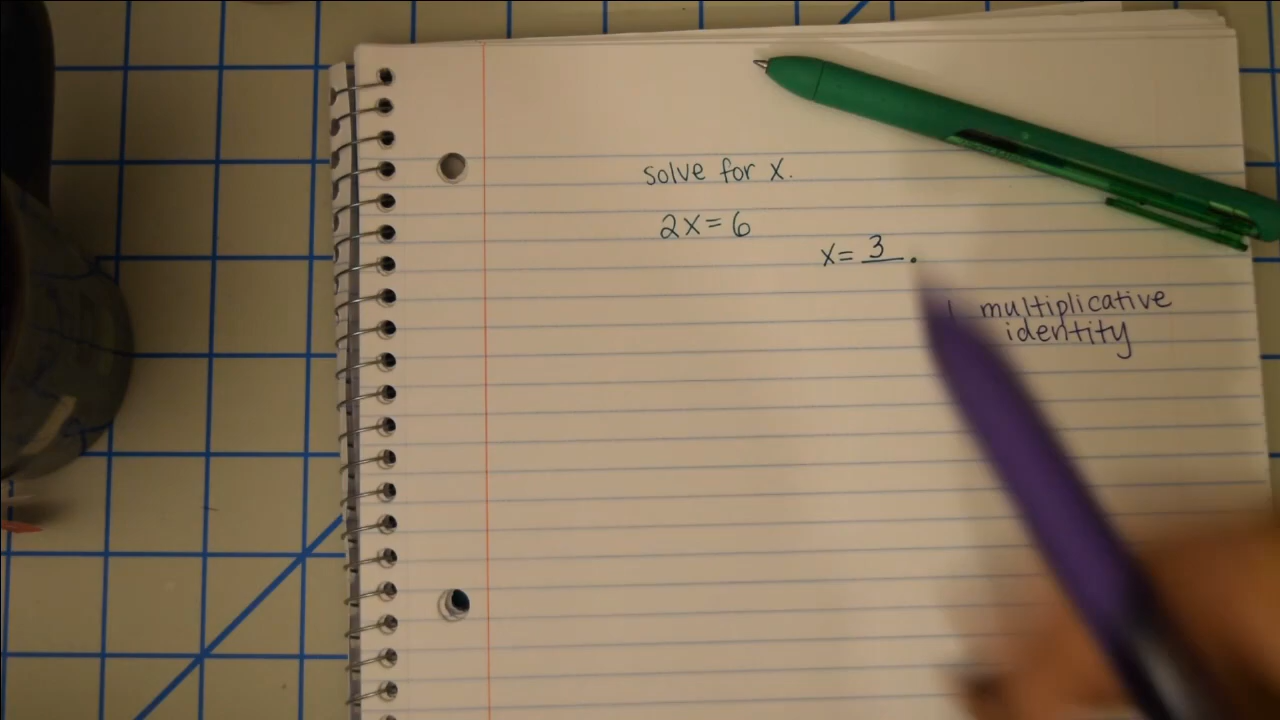 solve for x.
2x=6
x= 3 .
multiplicative
identity